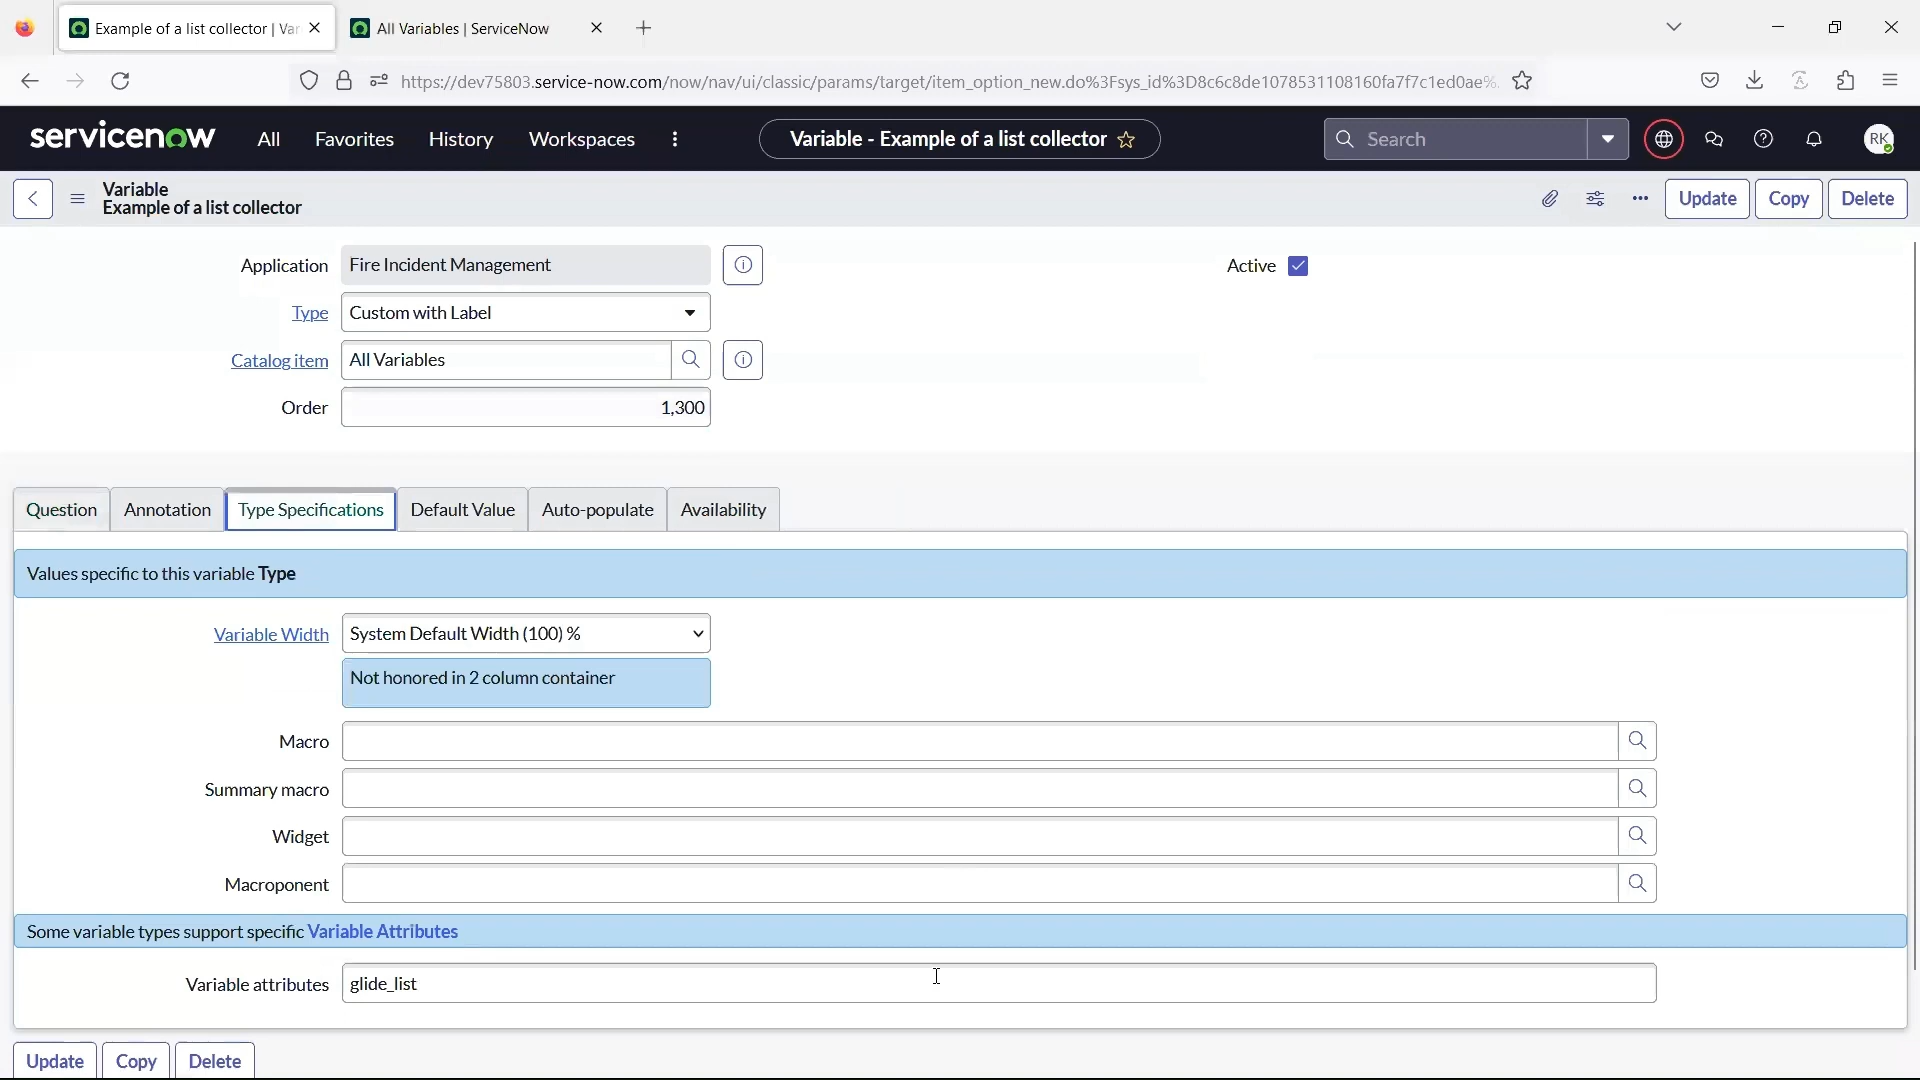 Example of a list collector | Var
All Variables | ServiceNow
https://dev75803.service-now.com/now/nav/ui/classic/params/target/item_option_new.do%3Fsys_id%3D8c6c8de1078531108160fa7f7c1ed0ae%
servicenow
All
Favorites
History
Workspaces
Variable - Example of a list collector
Search
RK
Variable
Example of a list collector
Update
Copy
Delete
Application
Fire Incident Management
Active
Type
Custom with Label
Catalog item
All Variables
Order
1,300
Question
Annotation
Type Specifications
Default Value
Auto-populate
Availability
Values specific to this variable Type
Variable Width
System Default Width (100) %
Not honored in 2 column container
Macro
Summary macro
Widget
Macroponent
Some variable types support specific Variable Attributes
Variable attributes
glide_list
Update
Copy
Delete